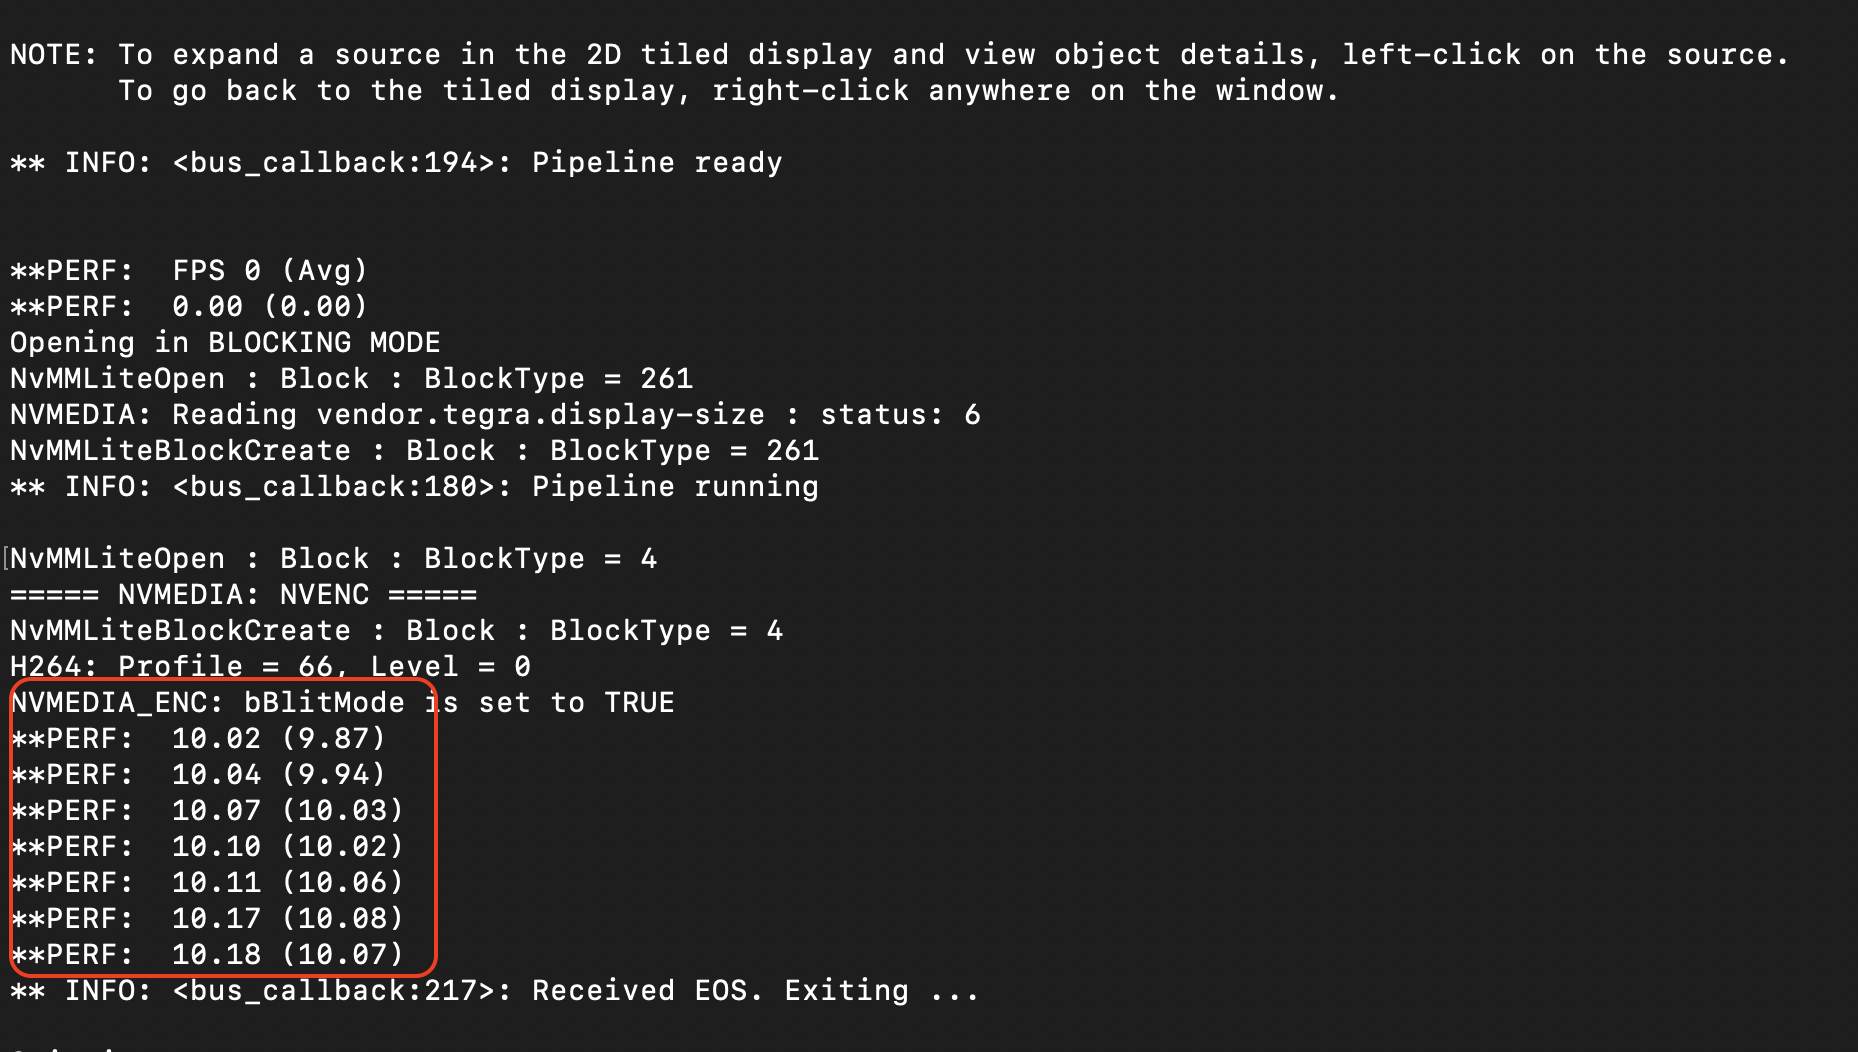 NOTE: To expand a source in the 2D tiled display and view object details, left-click on the source.
To go back to the tiled display, right-click anywhere on the window.
** INFO: <bus_callback:194>: Pipeline ready
**PERF:  FPS 0 (Avg)
**PERF:  0.00 (0.00)
Opening in BLOCKING MODE
NvMMLiteOpen : Block : BlockType = 261
NVMEDIA: Reading vendor.tegra.display-size : status: 6
NvMMLiteBlockCreate : Block : BlockType = 261
** INFO: <bus_callback:180>: Pipeline running
[NvMMLiteOpen : Block : BlockType = 4
===== NVMEDIA: NVENC =====
NvMMLiteBlockCreate : Block : BlockType = 4
H264: Profile = 66, Level = 0
NVMEDIA_ENC: bBlitMode is set to TRUE
**PERF:  10.02 (9.87)
**PERF:  10.04 (9.94)
**PERF:  10.07 (10.03)
**PERF:  10.10 (10.02)
**PERF:  10.11 (10.06)
**PERF:  10.17 (10.08)
**PERF:  10.18 (10.07)
** INFO: <bus_callback:217>: Received EOS. Exiting ...